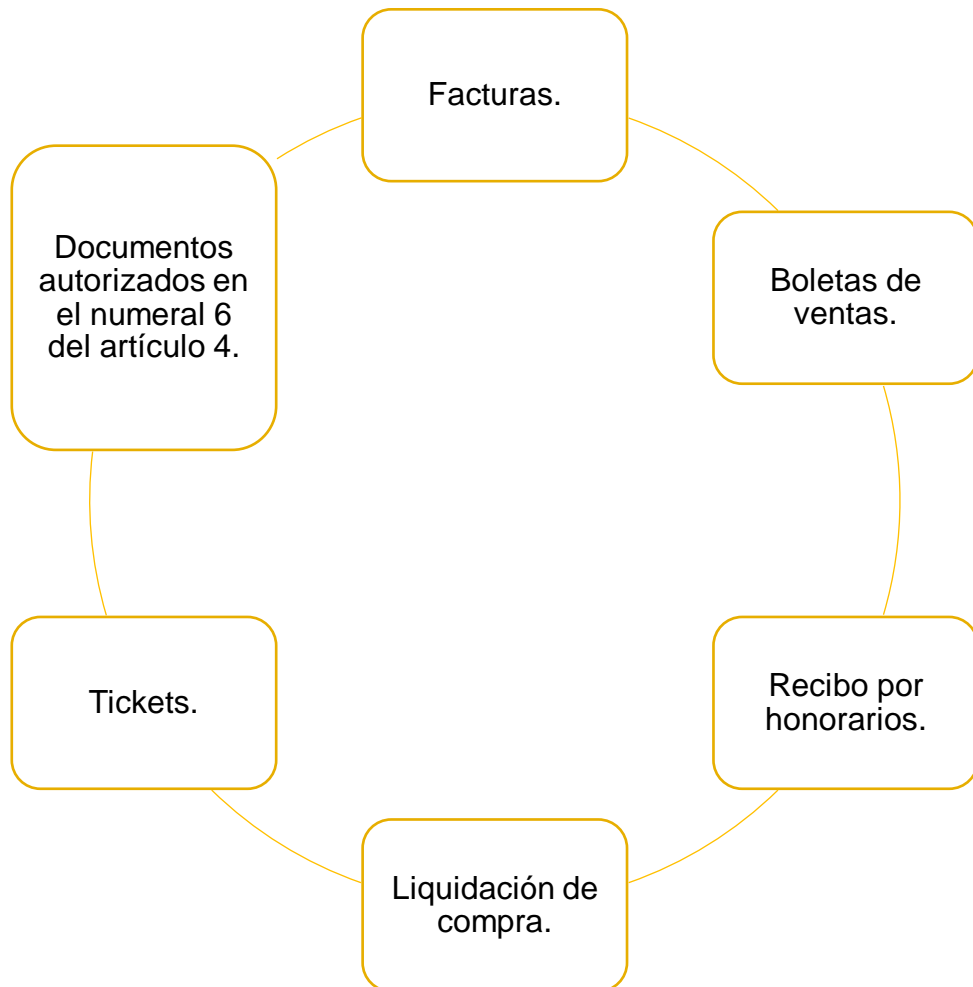 Facturas.
Boletas de
ventas.
Recibo por
honorarios.
Liquidación de
compra.
Tickets.
Documentos
autorizados en
el numeral 6
del artículo 4.